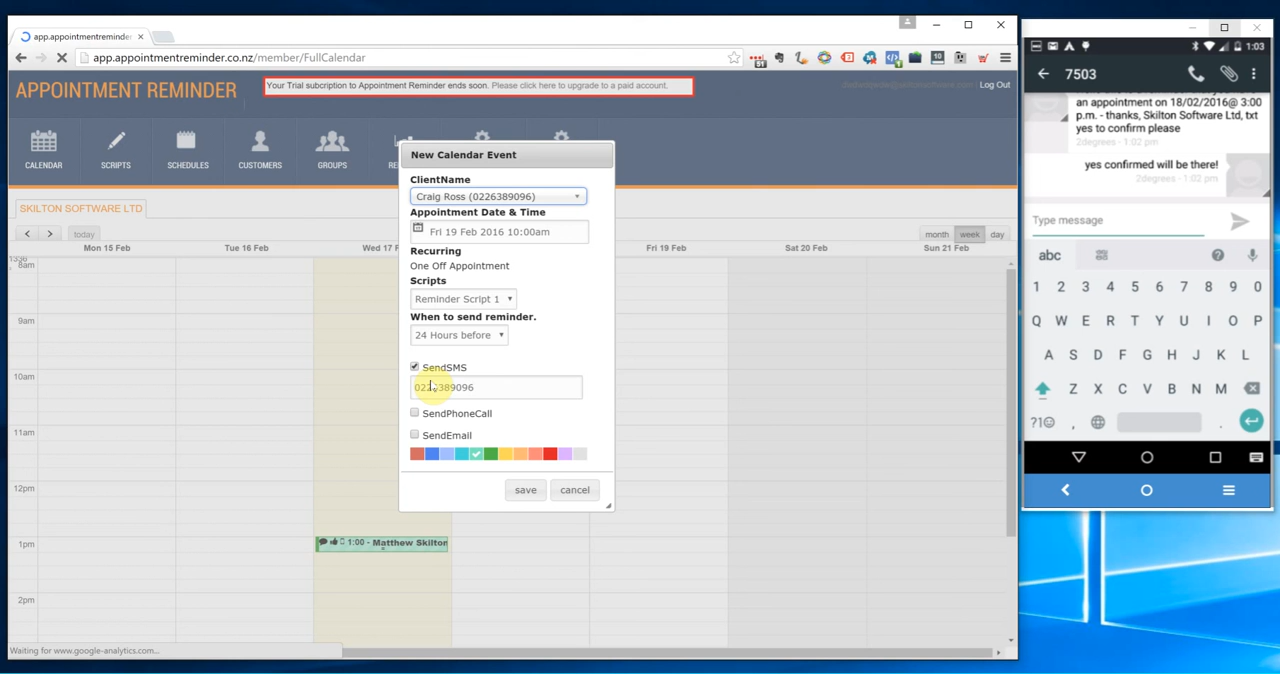 app.appointmentreminder
app.appointmentreminder.co.nz/member/FullCalendar
APPOINTMENT REMINDER
Your Trial subcription to Appointment Reminder ends soon. Please click here to upgrade to a paid account.
Log Out
CALENDAR
SCRIPTS
SCHEDULES
CUSTOMERS
GROUPS
SKILTON SOFTWARE LTD
today
month
week
day
Mon 15 Feb
Tue 16 Feb
Wed 17 F
Fri 19 Feb
Sat 20 Feb
Sun 21 Feb
8am
9am
10am
11am
12pm
1pm
2pm
1:00 - Matthew Skilton
New Calendar Event
ClientName
Craig Ross (0226389096)
Appointment Date & Time
Fri 19 Feb 2016 10:00am
Recurring
One Off Appointment
Scripts
Reminder Script 1
When to send reminder.
24 Hours before
SendSMS
0226389096
SendPhoneCall
SendEmail
save
cancel
Waiting for www.google-analytics.com...
1:03
7503
an appointment on 18/02/2016@ 3:00
p.m. - thanks, Skilton Software Ltd, txt
yes to confirm please
2degrees - 1:02 pm
yes confirmed will be there!
2degrees - 1:02 pm
Type message
abc
1 2 3 4 5 6 7 8 9 0
Q W E R T Y U I O P
A S D F G H J K L
Z X C V B N M
?1☺ , .